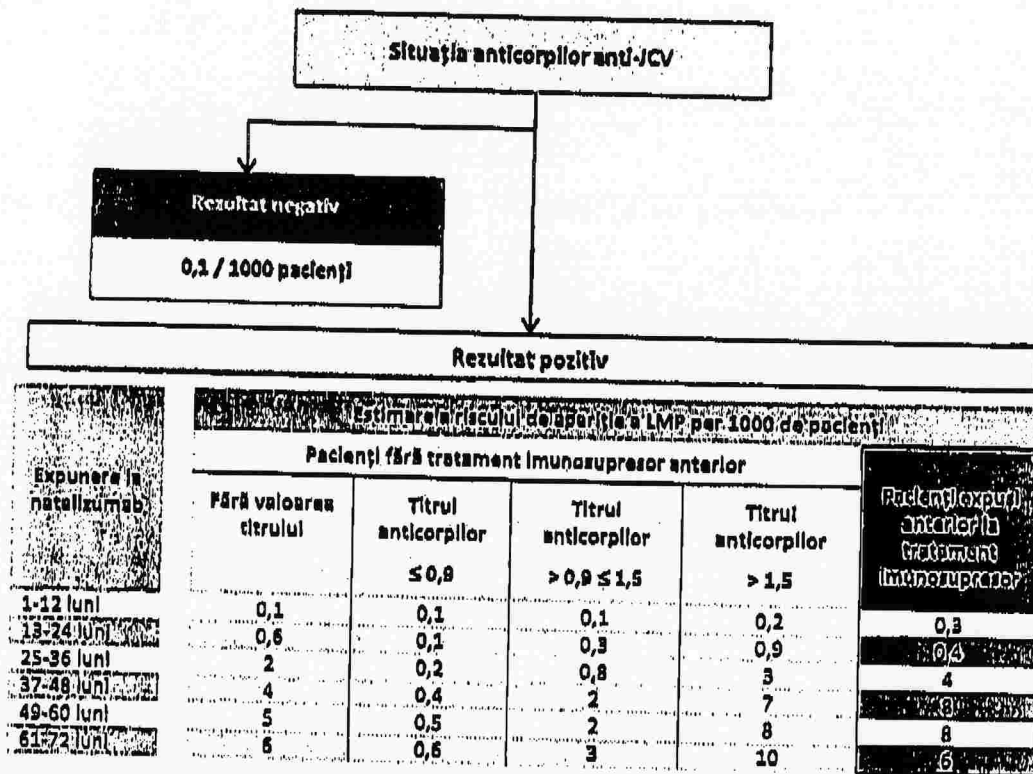 Situația anticorpilor anti-JCV
Rezultat negativ
0,1 / 1000 pacienți
Rezultat pozitiv
Expunere la
natalizumab
Estimarea riscului de apariție a LMP per 1000 de pacienți
Pacienți fără tratament imunosupresor anterior
Pacienți expuși
anterior la
tratament
imunosupresor
Fără valoarea
titrului
Titrul
anticorpilor
≤ 0,9
Titrul
anticorpilor
> 0,9 ≤ 1,5
Titrul
anticorpilor
> 1,5
1-12 luni 0,1 0,1 0,1 0,2 0,3
13-24 luni 0,6 0,1 0,3 0,9 0,4
25-36 luni 2 0,2 0,8 3 4
37-48 luni 4 0,4 2 7 8
49-60 luni 5 0,5 2 8 8
61-72 luni 6 0,6 3 10 6